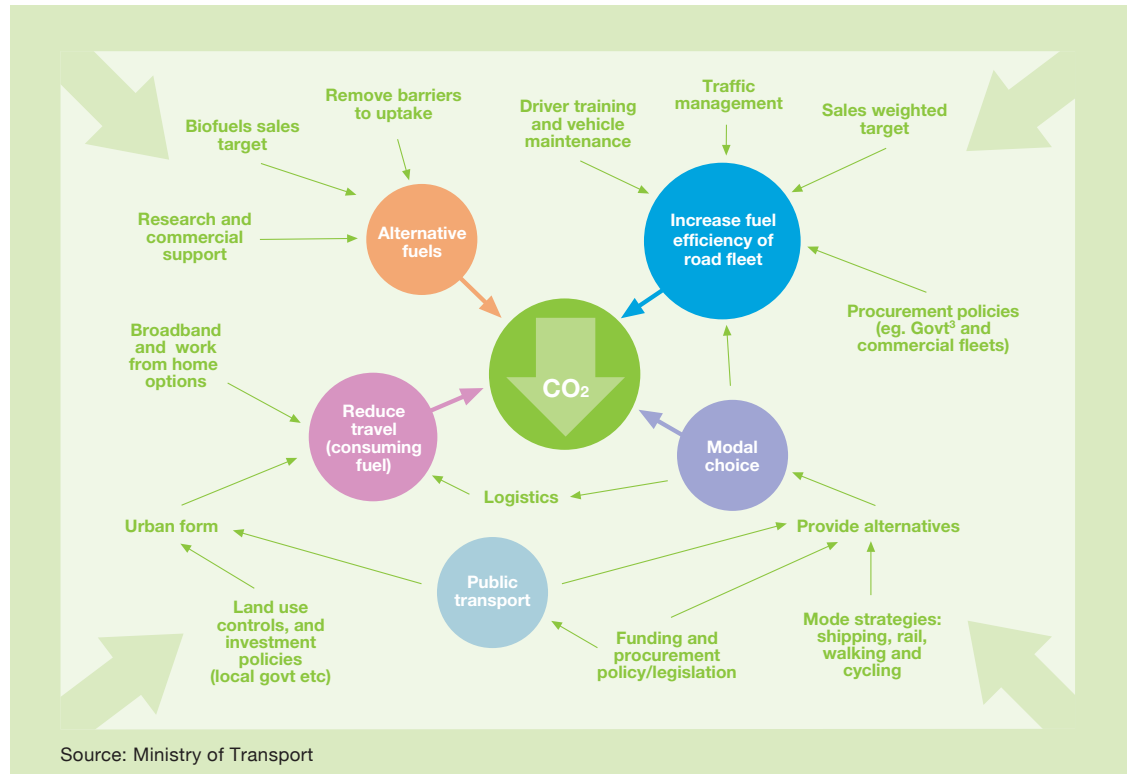 Remove barriers
to uptake
Biofuels sales
target
Research and
commercial
support
Alternative
fuels
Driver training
and vehicle
maintenance
Traffic
management
Sales weighted
target
Increase fuel
efficiency of
road fleet
Procurement policies
(eg. Govt³ and
commercial fleets)
Broadband
and work
from home
options
CO₂
Reduce
travel
(consuming
fuel)
Modal
choice
Logistics
Urban form
Provide alternatives
Public
transport
Land use
controls, and
investment
policies
(local govt etc)
Funding and
procurement
policy/legislation
Mode strategies:
shipping, rail,
walking and
cycling
Source: Ministry of Transport